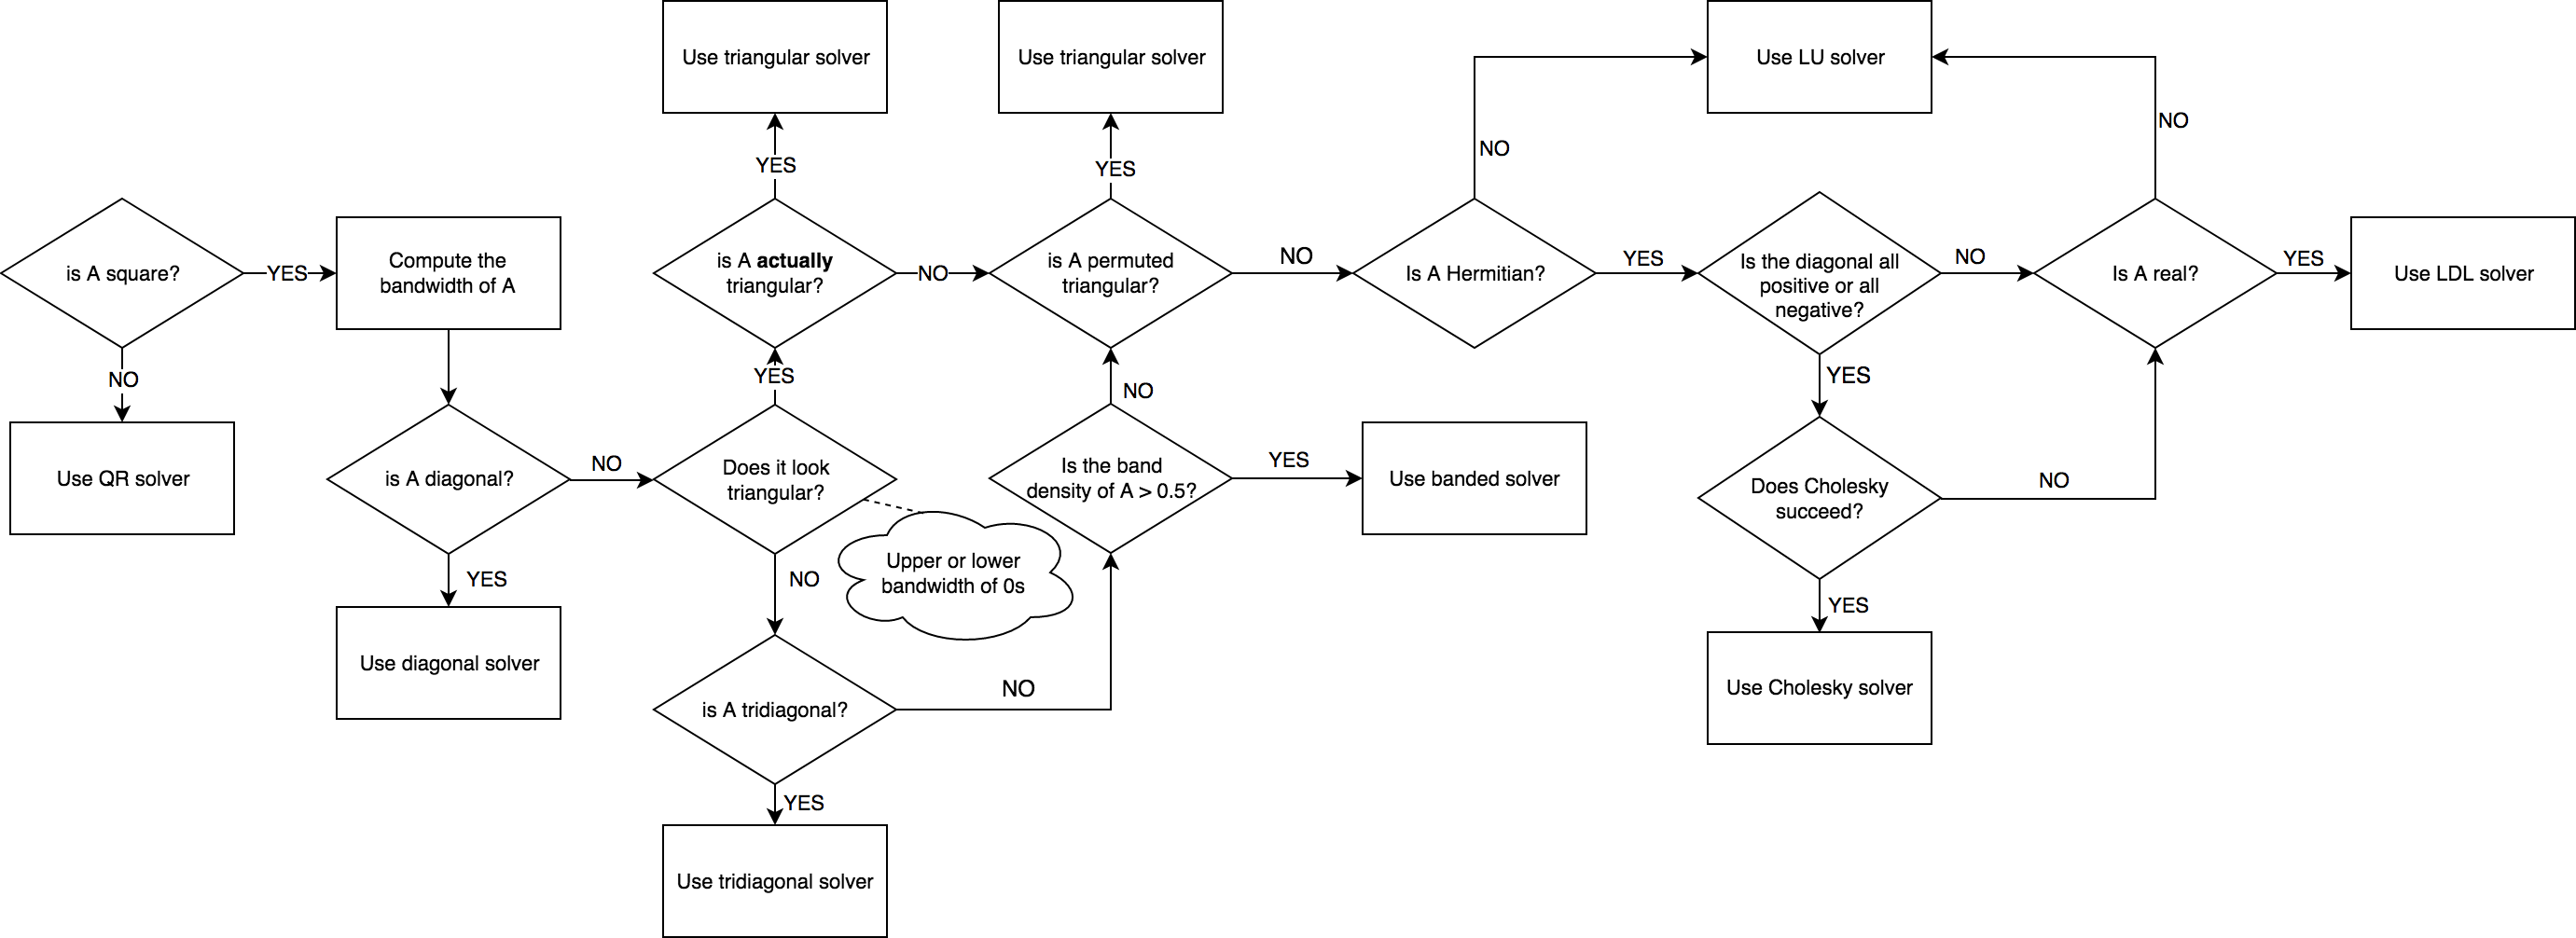 Use triangular solver
Use triangular solver
Use LU solver
NO
NO
YES
YES
is A square?
YES
Compute the
bandwidth of A
is A actually
triangular?
NO
is A permuted
triangular?
NO
Is A Hermitian?
YES
Is the diagonal all
positive or all
negative?
NO
Is A real?
YES
Use LDL solver
NO
YES
NO
YES
Use QR solver
is A diagonal?
NO
Does it look
triangular?
Is the band
density of A > 0.5?
YES
Use banded solver
Does Cholesky
succeed?
NO
YES
NO
Upper or lower
bandwidth of 0s
YES
Use diagonal solver
is A tridiagonal?
NO
Use Cholesky solver
YES
Use tridiagonal solver